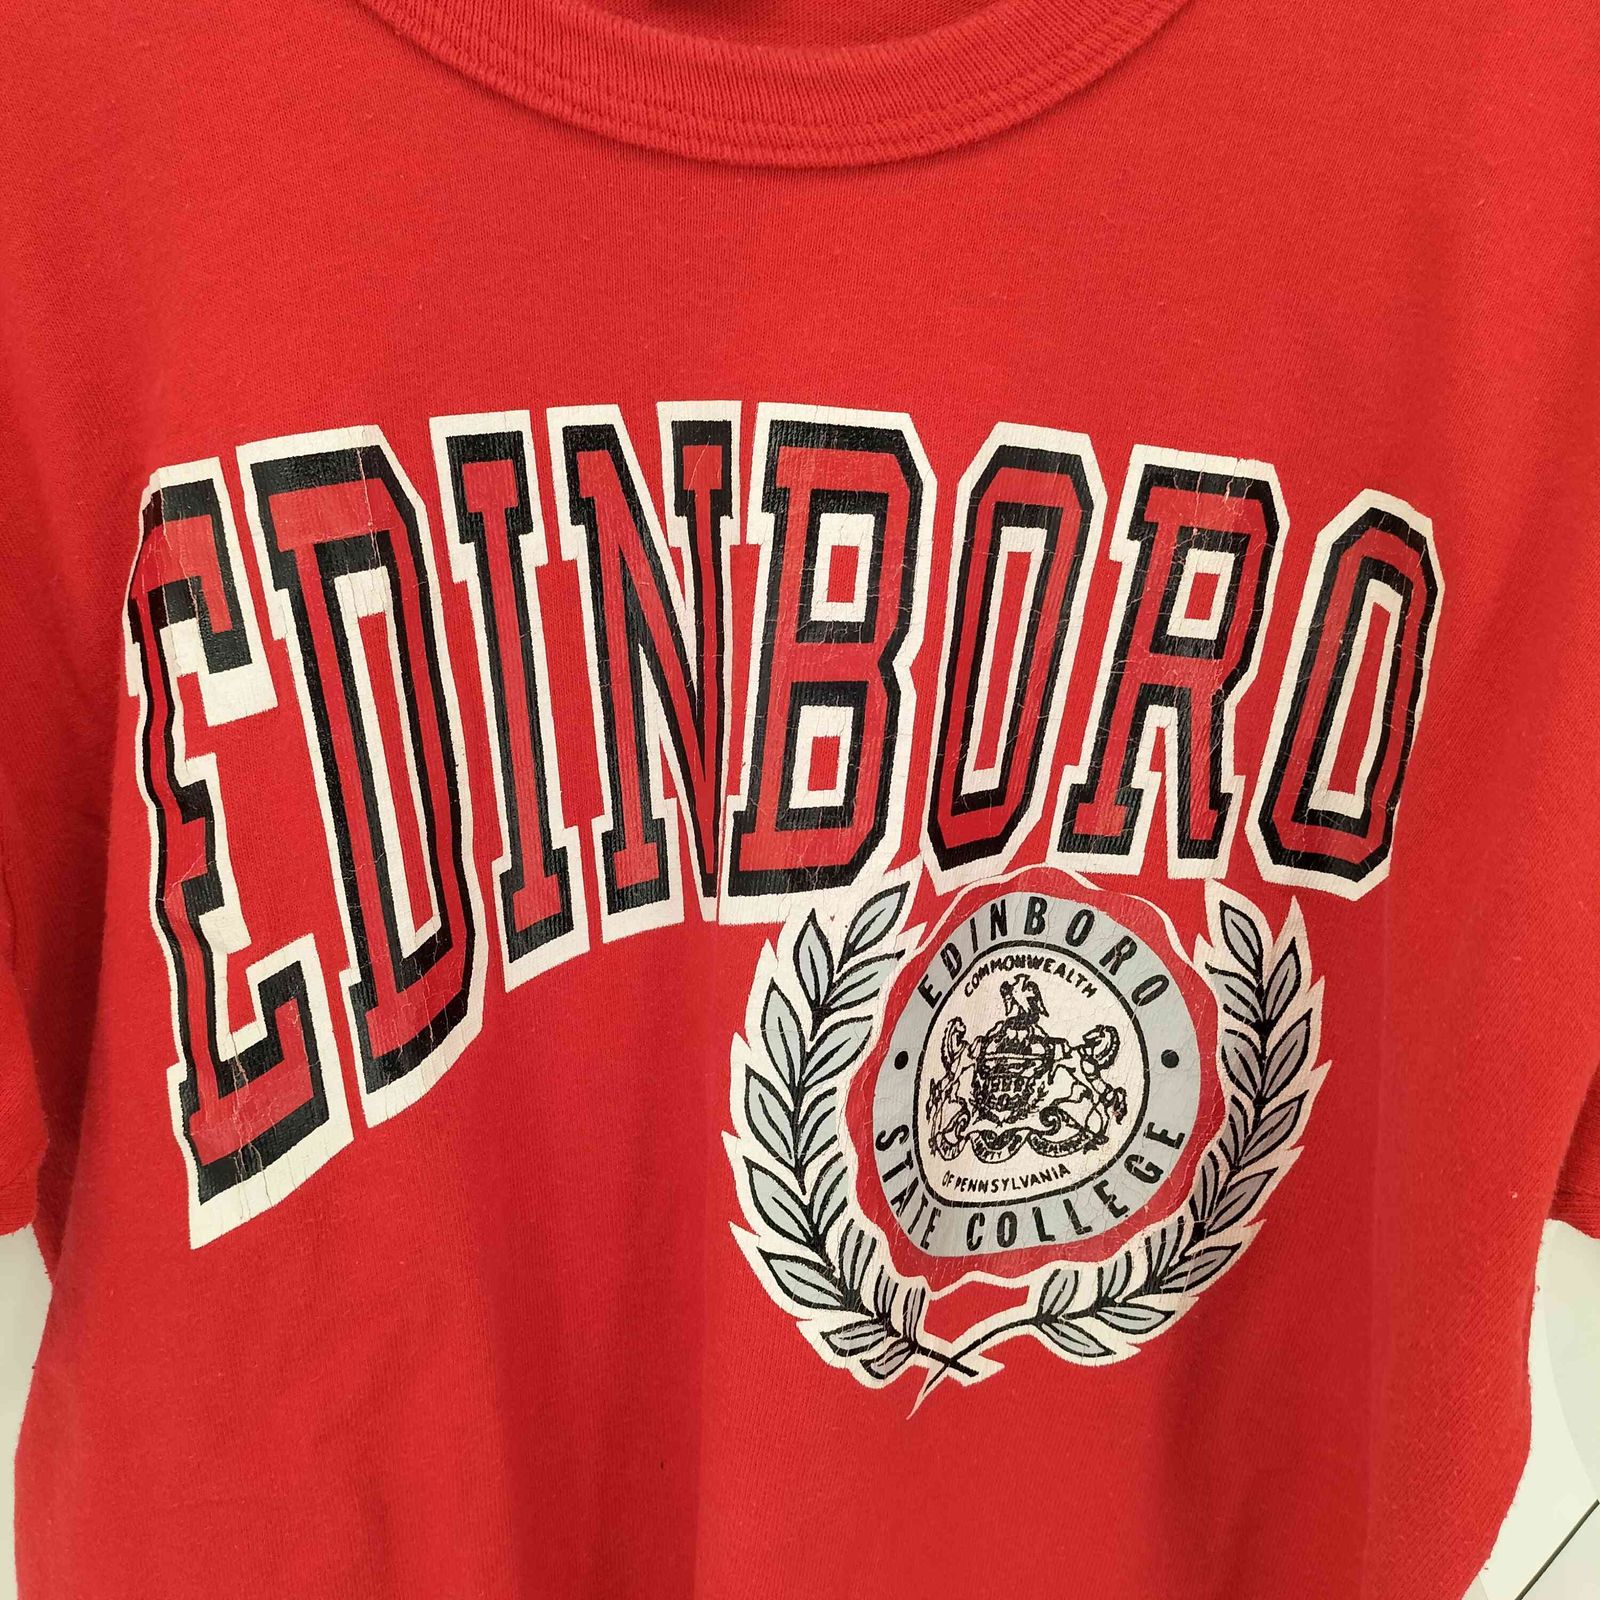 EDINBORO
EDINBORO
COMMONWEALTH
OF PENNSYLVANIA
STATE COLLEGE